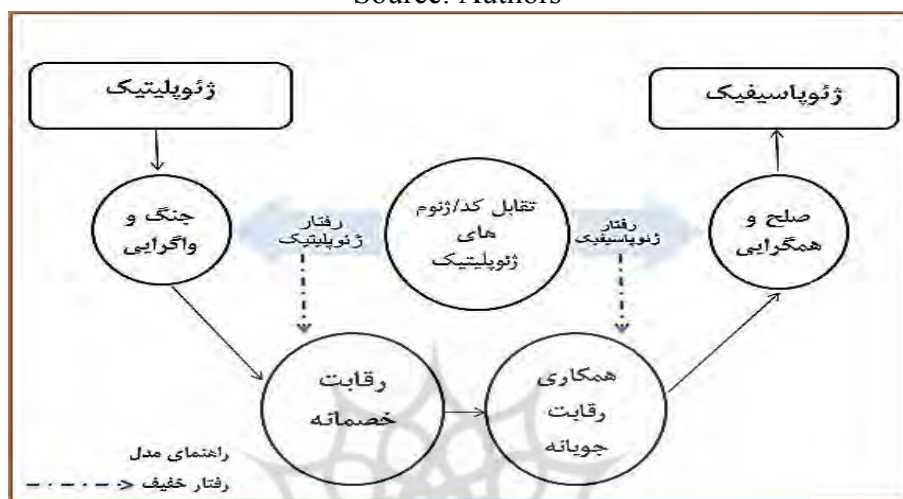 Source: Authors
ژئوپلیتیک
ژئوپاسیفیک
تقابل کد/ژنوم
های
ژئوپلیتیک
رفتار
ژئوپاسیفیک
رفتار
ژئوپلیتیک
صلح و
همگرایی
جنگ و
واگرایی
رقابت
خصمانه
همکاری
رقابت
جویانه
راهنمای مدل
رفتار خفیف